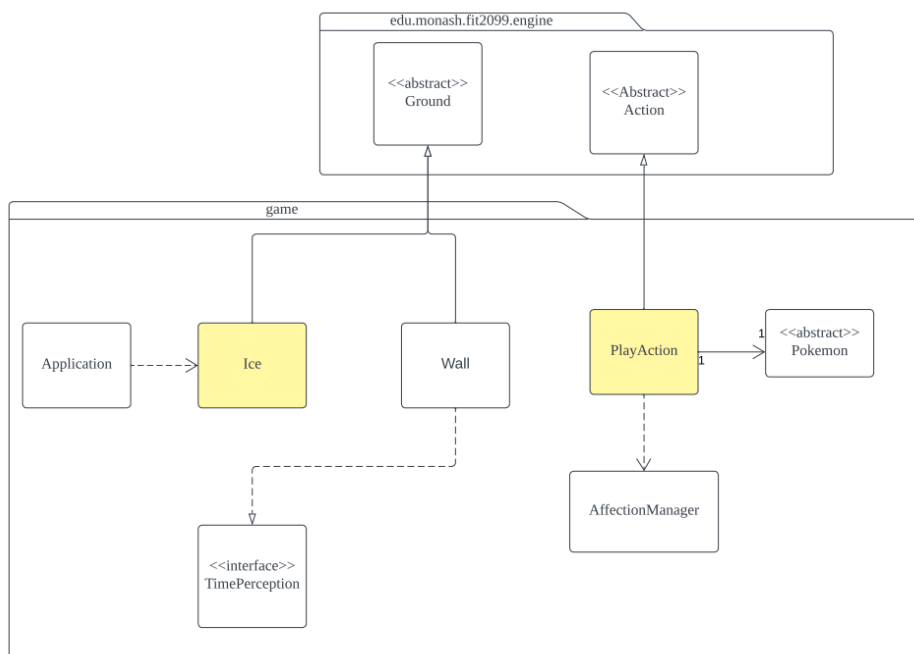 edu.monash.fit2099.engine
<<abstract>>
Ground
<<Abstract>>
Action
game
Application
Ice
Wall
PlayAction
1
1
<<abstract>>
Pokemon
AffectionManager
<<interface>>
TimePerception